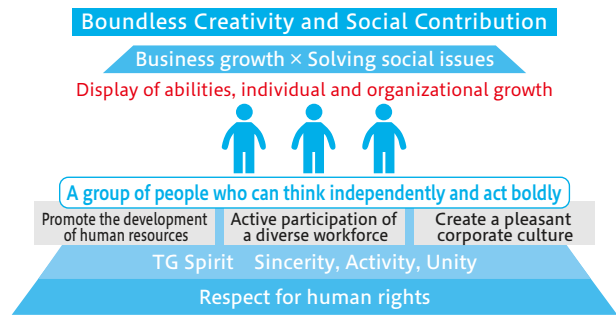 Boundless Creativity and Social Contribution
Business growth × Solving social issues
Display of abilities, individual and organizational growth
A group of people who can think independently and act boldly
Promote the development
of human resources
Active participation of
a diverse workforce
Create a pleasant
corporate culture
TG Spirit Sincerity, Activity, Unity
Respect for human rights